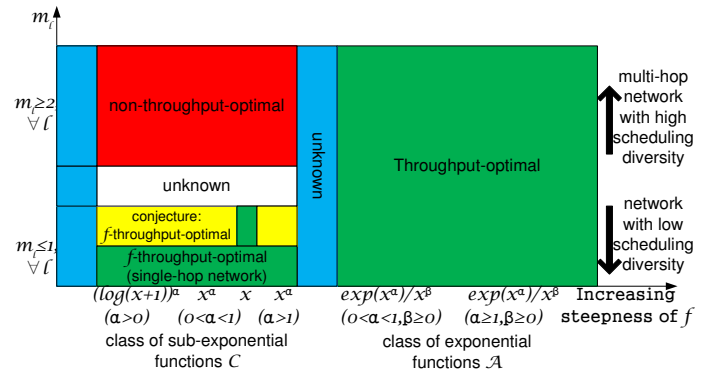 m_l
m_l≥2
∀ l
non-throughput-optimal
unknown
unknown
Throughput-optimal
multi-hop
network
with high
scheduling
diversity
conjecture:
f-throughput-optimal
m_l≤1,
∀ l
f-throughput-optimal
(single-hop network)
network
with low
scheduling
diversity
(log(x+1))^α x^α x x^α exp(x^α)/x^β exp(x^α)/x^β Increasing
(α>0) (0<α<1) (α>1) (0<α<1,β≥0) (α≥1,β≥0) steepness of f
class of sub-exponential
functions C
class of exponential
functions A